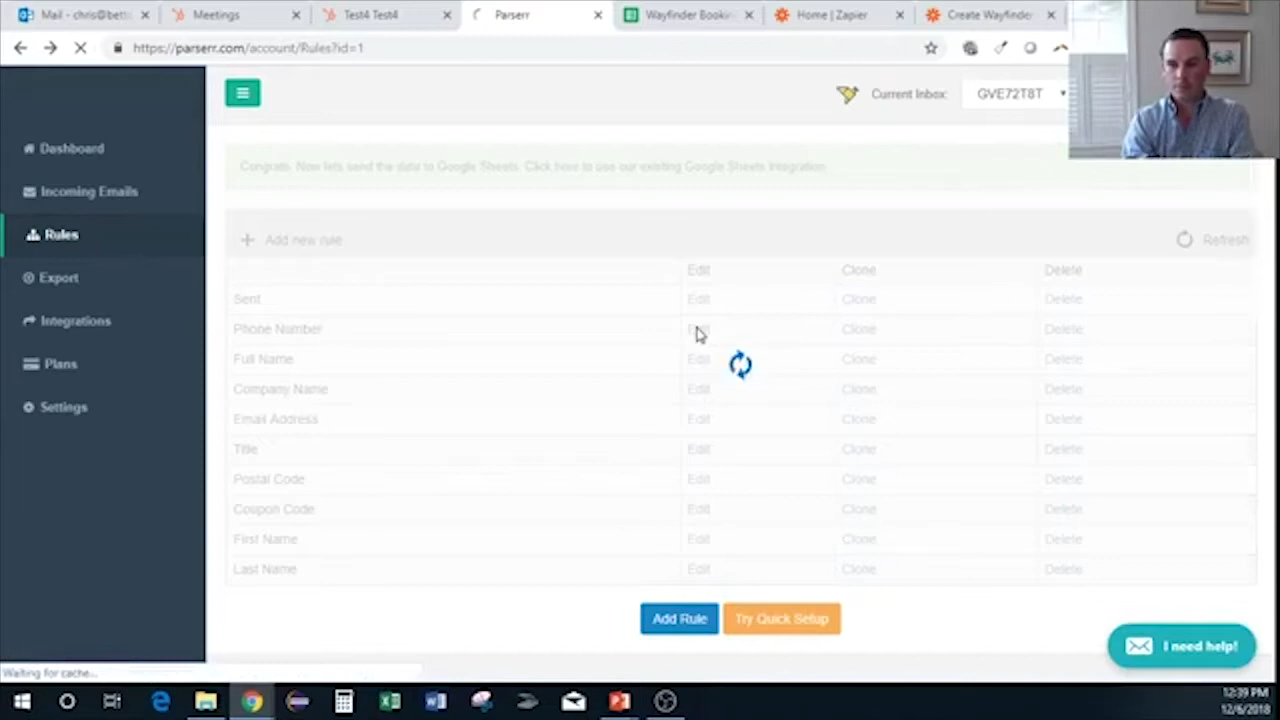 Mail - chris@bett
Meetings
Test4 Test4
Parserr
Wayfinder Bookin
Home | Zapier
Create Wayfinde
https://parserr.com/account/Rules?id=1
Current Inbox:
GVE72T8T
Congrats. Now lets send the data to Google Sheets. Click here to use our existing Google Sheets Integration
Dashboard
Incoming Emails
Rules
Export
Integrations
Plans
Settings
Add new rule
Refresh
Edit Clone Delete
Sent Edit Clone Delete
Phone Number Edit Clone Delete
Full Name Edit Clone Delete
Company Name Edit Clone Delete
Email Address Edit Clone Delete
Title Edit Clone Delete
Postal Code Edit Clone Delete
Coupon Code Edit Clone Delete
First Name Edit Clone Delete
Last Name Edit Clone Delete
Add Rule
Try Quick Setup
I need help!
Waiting for cache...
12:39 PM
12/6/2018